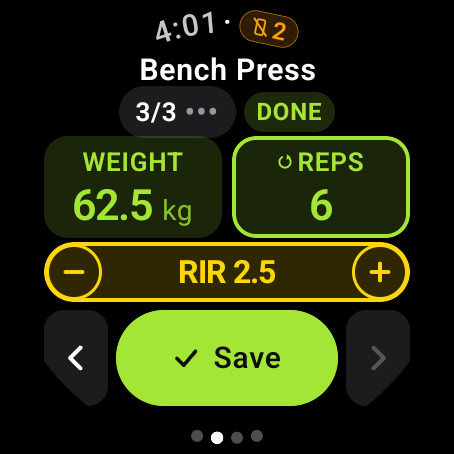 4:01 · 2
Bench Press
3/3 ••• DONE
WEIGHT
62.5 kg
REPS
6
RIR 2.5
Save